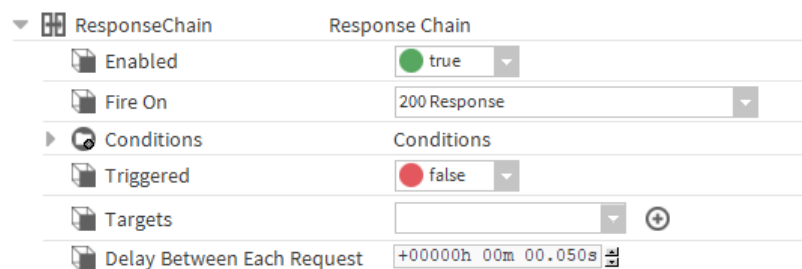 ResponseChain Response Chain
Enabled true
Fire On 200 Response
Conditions Conditions
Triggered false
Targets
Delay Between Each Request +00000h 00m 00.050s